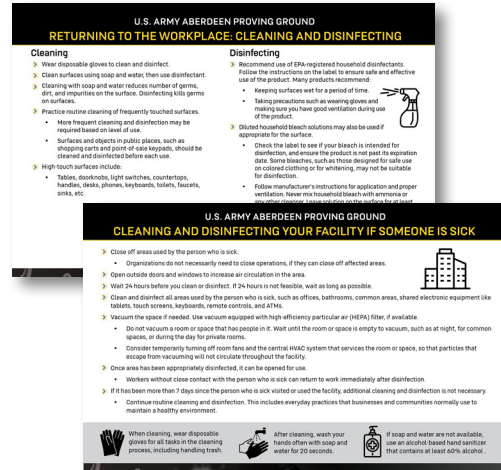 U.S. ARMY ABERDEEN PROVING GROUND
RETURNING TO THE WORKPLACE: CLEANING AND DISINFECTING
Cleaning
Wear disposable gloves to clean and disinfect.
Clean surfaces using soap and water, then use disinfectant.
Cleaning with soap and water reduces number of germs,
dirt, and impurities on the surface. Disinfecting kills germs
on surfaces.
Practice routine cleaning of frequently touched surfaces.
• More frequent cleaning and disinfection may be
required based on level of use.
• Surfaces and objects in public places, such as
shopping carts and point-of-sale keypads, should be
cleaned and disinfected before each use.
High-touch surfaces include:
• Tables, doorknobs, light switches, countertops,
handles, desks, phones, keyboards, toilets, faucets,
sinks, etc.
Disinfecting
Recommend use of EPA-registered household disinfectants.
Follow the instructions on the label to ensure safe and effective
use of the product. Many products recommend:
• Keeping surfaces wet for a period of time.
• Taking precautions such as wearing gloves and
making sure you have good ventilation during use
of the product.
Diluted household bleach solutions may also be used if
appropriate for the surface.
• Check the label to see if your bleach is intended for
disinfection, and ensure the product is not past its expiration
date. Some bleaches, such as those designed for safe use
on colored clothing or for whitening, may not be suitable
for disinfection.
• Follow manufacturer's instructions for application and proper
ventilation. Never mix household bleach with ammonia or
any other cleanser. Leave solution on the surface for at least
U.S. ARMY ABERDEEN PROVING GROUND
CLEANING AND DISINFECTING YOUR FACILITY IF SOMEONE IS SICK
Close off areas used by the person who is sick.
• Organizations do not necessarily need to close operations, if they can close off affected areas.
Open outside doors and windows to increase air circulation in the area.
Wait 24 hours before you clean or disinfect. If 24 hours is not feasible, wait as long as possible.
Clean and disinfect all areas used by the person who is sick, such as offices, bathrooms, common areas, shared electronic equipment like
tablets, touch screens, keyboards, remote controls, and ATMs.
Vacuum the space if needed. Use vacuum equipped with high-efficiency particular air (HEPA) filter, if available.
• Do not vacuum a room or space that has people in it. Wait until the room or space is empty to vacuum, such as at night, for common
spaces, or during the day for private rooms.
• Consider temporarily turning off room fans and the central HVAC system that services the room or space, so that particles that
escape from vacuuming will not circulate throughout the facility.
Once area has been appropriately disinfected, it can be opened for use.
• Workers without close contact with the person who is sick can return to work immediately after disinfection.
If it has been more than 7 days since the person who is sick visited or used the facility, additional cleaning and disinfection is not necessary.
• Continue routine cleaning and disinfection. This includes everyday practices that businesses and communities normally use to
maintain a healthy environment.
When cleaning, wear disposable
gloves for all tasks in the cleaning
process, including handling trash.
After cleaning, wash your
hands often with soap and
water for 20 seconds.
If soap and water are not available,
use an alcohol-based hand sanitizer
that contains at least 60% alcohol.